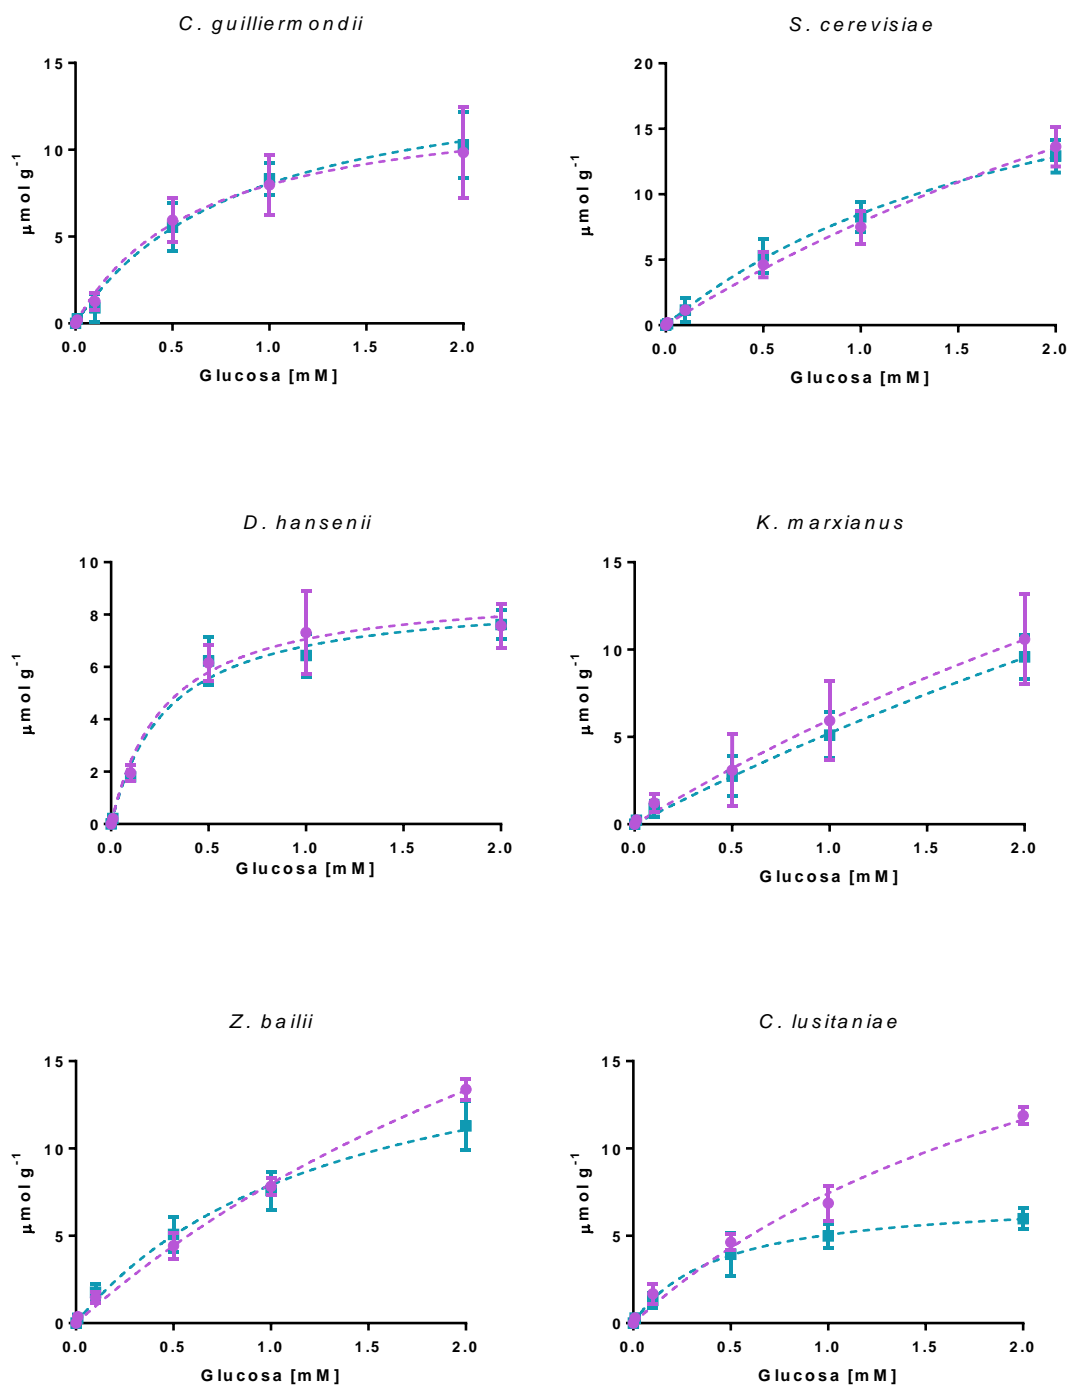 C. guilliermondii
15
10
5
0
μmol g⁻¹
0.0 0.5 1.0 1.5 2.0
Glucosa [mM]
S. cerevisiae
20
15
10
5
0
μmol g⁻¹
0.0 0.5 1.0 1.5 2.0
Glucosa [mM]
D. hansenii
10
8
6
4
2
0
μmol g⁻¹
0.0 0.5 1.0 1.5 2.0
Glucosa [mM]
K. marxianus
15
10
5
0
μmol g⁻¹
0.0 0.5 1.0 1.5 2.0
Glucosa [mM]
Z. bailii
15
10
5
0
μmol g⁻¹
0.0 0.5 1.0 1.5 2.0
Glucosa [mM]
C. lusitaniae
15
10
5
0
μmol g⁻¹
0.0 0.5 1.0 1.5 2.0
Glucosa [mM]